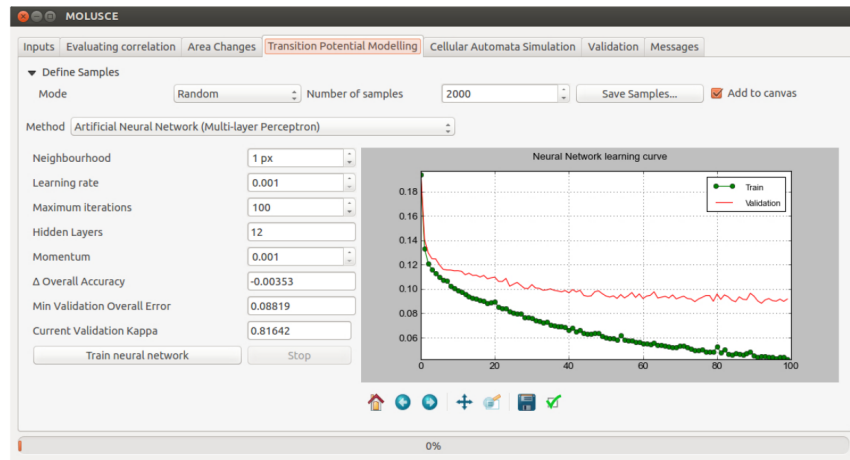 MOLUSCE
Inputs Evaluating correlation Area Changes Transition Potential Modelling Cellular Automata Simulation Validation Messages
Define Samples
Mode Random Number of samples 2000 Save Samples... Add to canvas
Method Artificial Neural Network (Multi-layer Perceptron)
Neighbourhood 1 px
Learning rate 0.001
Maximum iterations 100
Hidden Layers 12
Momentum 0.001
Δ Overall Accuracy -0.00353
Min Validation Overall Error 0.08819
Current Validation Kappa 0.81642
Train neural network Stop
Neural Network learning curve
Train
Validation
0.18
0.16
0.14
0.12
0.10
0.08
0.06
0 20 40 60 80 100
0%